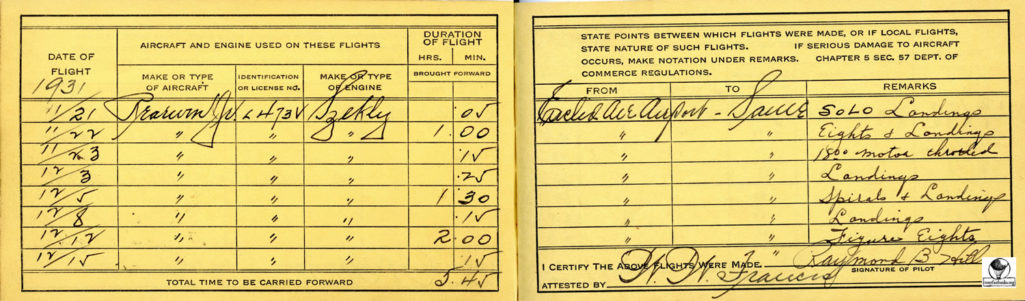 DATE OF FLIGHT
1931
AIRCRAFT AND ENGINE USED ON THESE FLIGHTS
DURATION OF FLIGHT
MAKE OR TYPE OF AIRCRAFT
IDENTIFICATION OR LICENSE NO.
MAKE OR TYPE OF ENGINE
HRS. MIN.
BROUGHT FORWARD
11/21 Jr. Szekly :05
11/22 " " " 1.00
11/23 " " " :15
12/3 " " " .25
12/5 " " " 1 30
12/8 " " " .15
12/12 " " " 2.00
12/15 " " " .15
TOTAL TIME TO BE CARRIED FORWARD 5.45
STATE POINTS BETWEEN WHICH FLIGHTS WERE MADE, OR IF LOCAL FLIGHTS,
STATE NATURE OF SUCH FLIGHTS. IF SERIOUS DAMAGE TO AIRCRAFT
OCCURS, MAKE NOTATION UNDER REMARKS. CHAPTER 5 SEC. 57 DEPT. OF
COMMERCE REGULATIONS.
FROM TO REMARKS
Euclid Ave Airport - Same SOLO Landings
" " Eights & Landings
" " 1800 motor
" " Landings
" " Spirals & Landings
" " Landings
" " Figure Eights
I CERTIFY THE ABOVE FLIGHTS WERE MADE Raymond B Hill
SIGNATURE OF PILOT
ATTESTED BY Francis